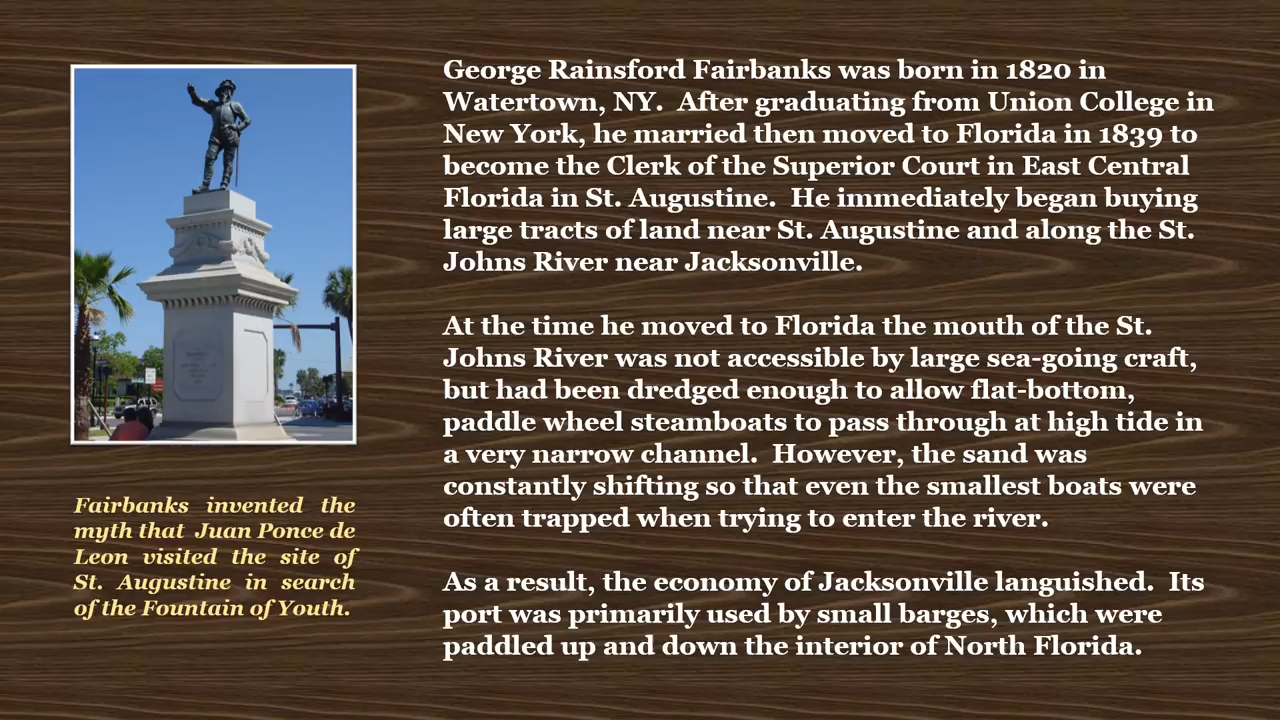 George Rainsford Fairbanks was born in 1820 in
Watertown, NY.  After graduating from Union College in
New York, he married then moved to Florida in 1839 to
become the Clerk of the Superior Court in East Central
Florida in St. Augustine.  He immediately began buying
large tracts of land near St. Augustine and along the St.
Johns River near Jacksonville.
At the time he moved to Florida the mouth of the St.
Johns River was not accessible by large sea-going craft,
but had been dredged enough to allow flat-bottom,
paddle wheel steamboats to pass through at high tide in
a very narrow channel.  However, the sand was
constantly shifting so that even the smallest boats were
often trapped when trying to enter the river.
As a result, the economy of Jacksonville languished.  Its
port was primarily used by small barges, which were
paddled up and down the interior of North Florida.
Fairbanks invented the
myth that Juan Ponce de
Leon visited the site of
St. Augustine in search
of the Fountain of Youth.